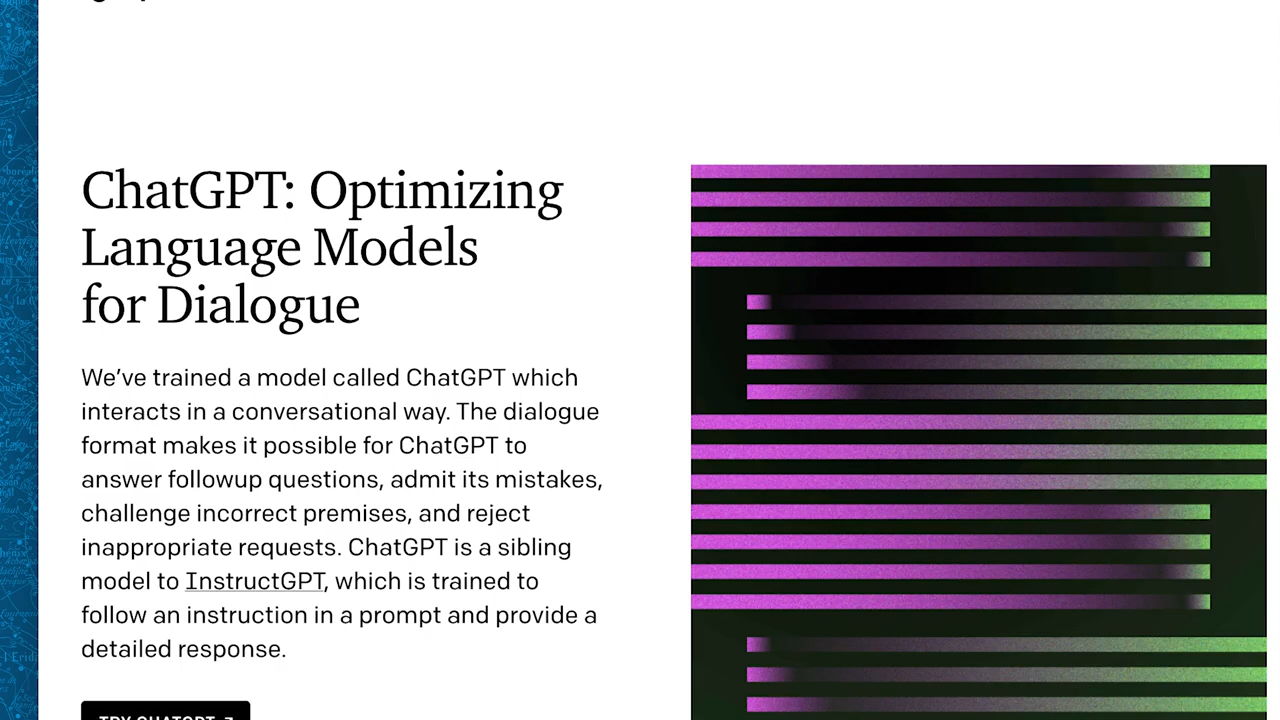 ChatGPT: Optimizing
Language Models
for Dialogue
We’ve trained a model called ChatGPT which
interacts in a conversational way. The dialogue
format makes it possible for ChatGPT to
answer followup questions, admit its mistakes,
challenge incorrect premises, and reject
inappropriate requests. ChatGPT is a sibling
model to InstructGPT, which is trained to
follow an instruction in a prompt and provide a
detailed response.
TRY CHATGPT ↗